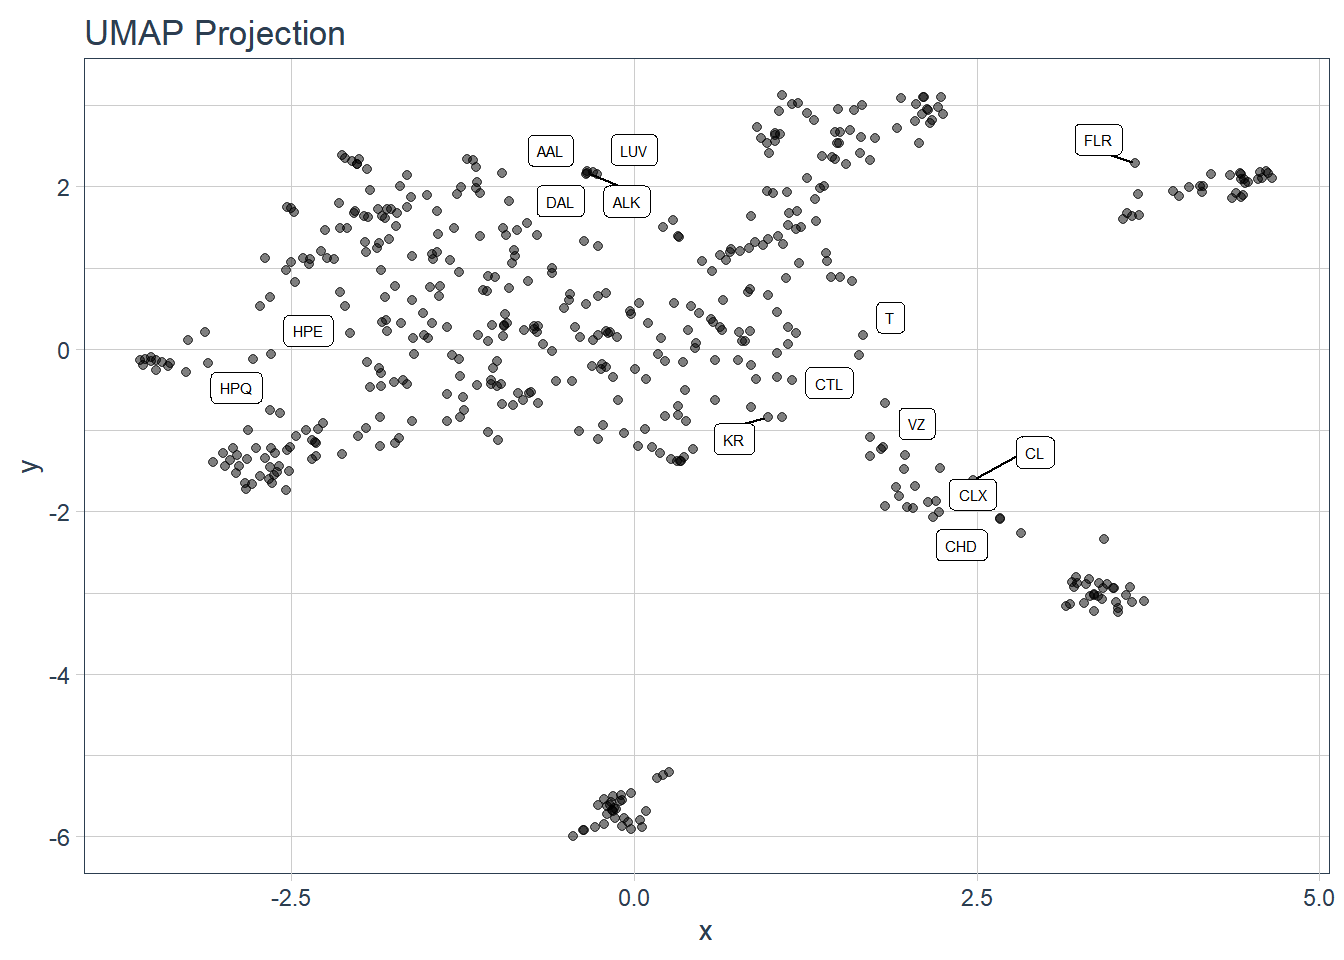 UMAP Projection
AAL
LUV
FLR
DAL
ALK
2
T
HPE
0
HPQ
CTL
VZ
KR
CL
y
CLX
-2
CHD
-4
-6
-2.5
0.0
2.5
5.0
x